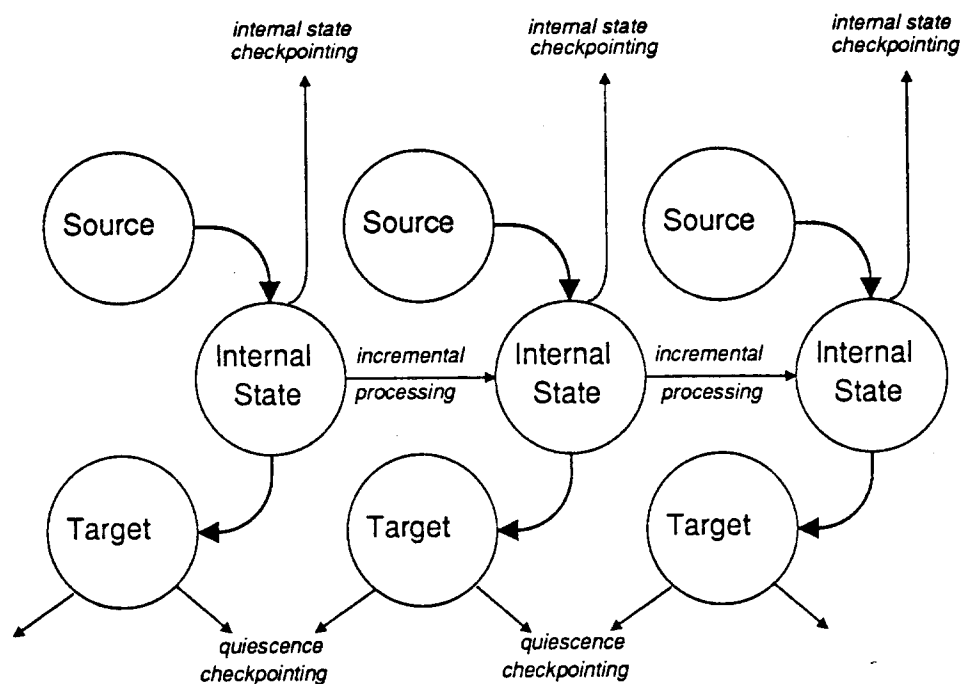 internal state
checkpointing
internal state
checkpointing
internal state
checkpointing
Source
Source
Source
Internal
State
incremental
processing
Internal
State
incremental
processing
Internal
State
Target
Target
Target
quiescence
checkpointing
quiescence
checkpointing